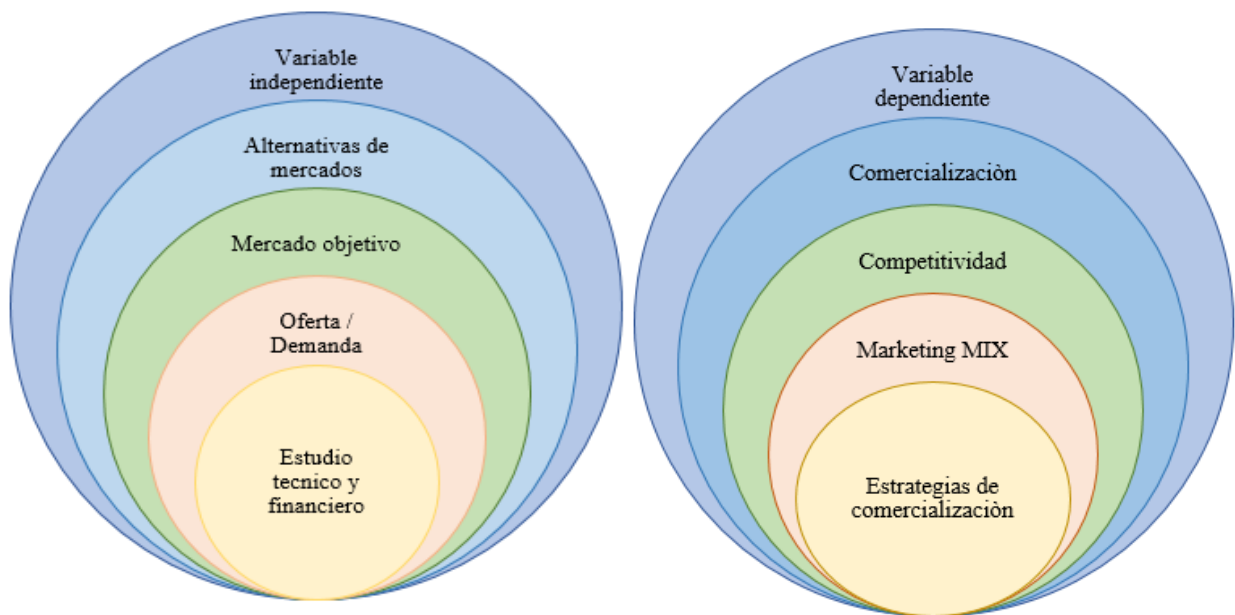 Variable
independiente
Alternativas de
mercados
Mercado objetivo
Oferta /
Demanda
Estudio
tecnico y
financiero
Variable
dependiente
Comercializaciòn
Competitividad
Marketing MIX
Estrategias de
comercializaciòn